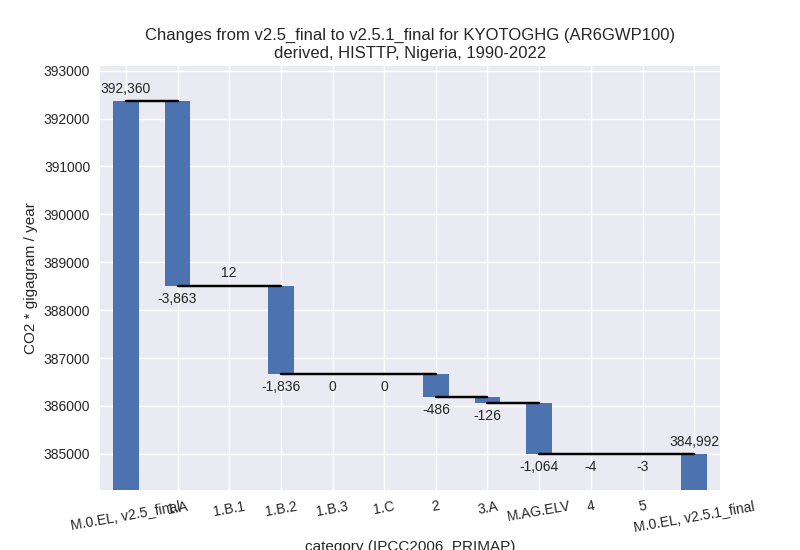 Changes from v2.5_final to v2.5.1_final for KYOTOGHG (AR6GWP100)
derived, HISTTP, Nigeria, 1990-2022
CO2 * gigagram / year
393000
392000
391000
390000
389000
388000
387000
386000
385000
392,360
-3,863
12
-1,836
0
0
-486
-126
-1,064
-4
-3
384,992
M.0.EL, v2.5_final
1.A
1.B.1
1.B.2
1.B.3
1.C
2
3.A
M.AG.ELV
4
5
M.0.EL, v2.5.1_final
category (IPCC2006_PRIMAP)